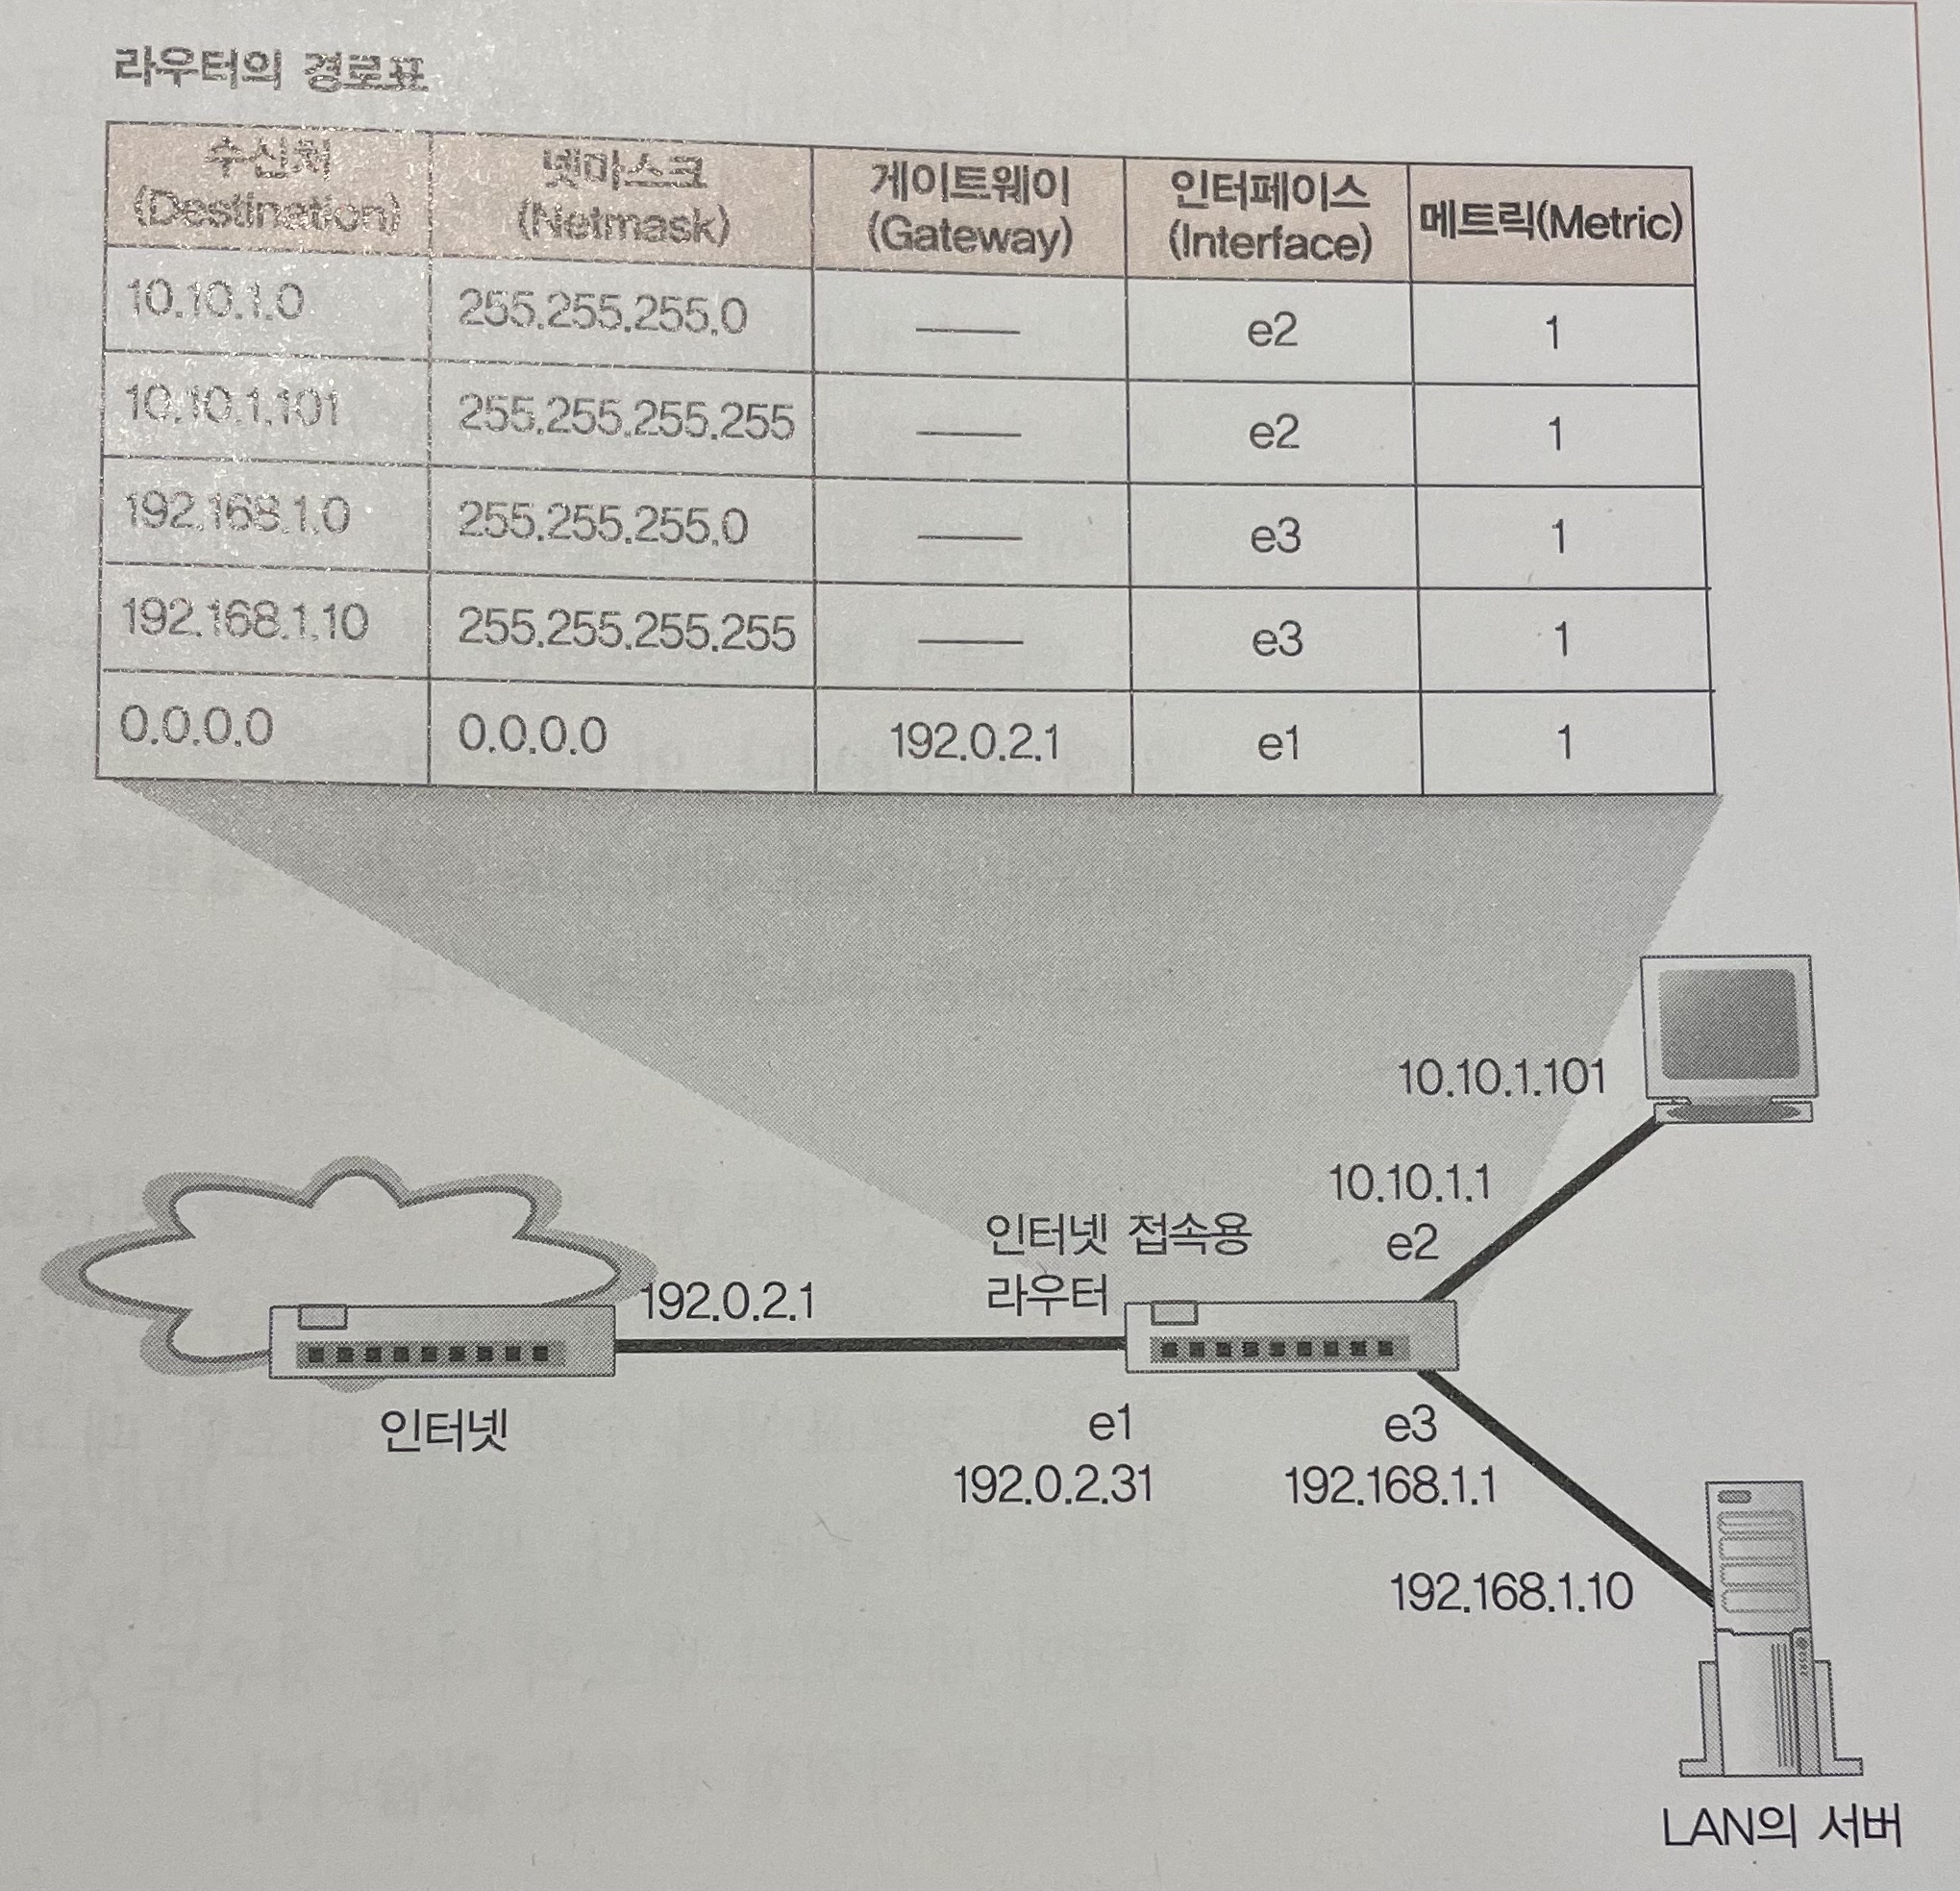 라우터의 경로표
수신처 넷마스크 게이트웨이 인터페이스 메트릭(Metric)
(Destination) (Netmask) (Gateway) (Interface)
10.10.1.0 255.255.255.0 —— e2 1
10.10.1.101 255.255.255.255 —— e2 1
192.168.1.0 255.255.255.0 —— e3 1
192.168.1.10 255.255.255.255 —— e3 1
0.0.0.0 0.0.0.0 192.0.2.1 e1 1
10.10.1.101
10.10.1.1
e2
인터넷 접속용
라우터
192.0.2.1
인터넷
e1
192.0.2.31
e3
192.168.1.1
192.168.1.10
LAN의 서버